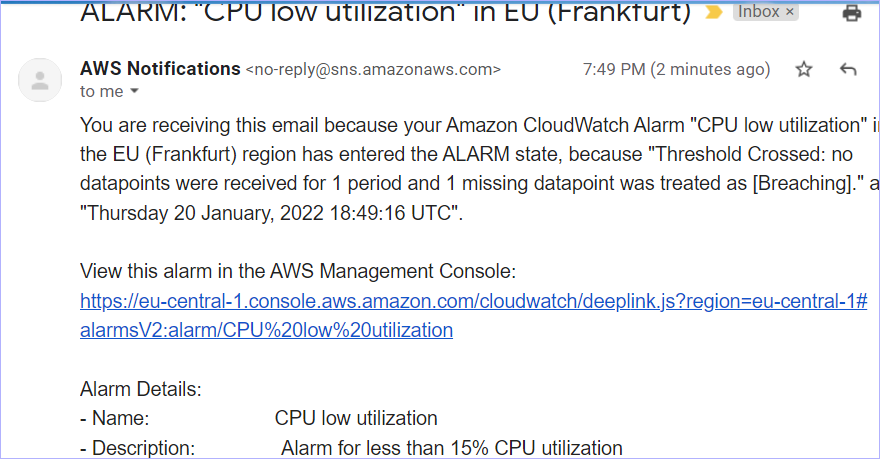 ALARM: "CPU low utilization" in EU (Frankfurt) Inbox ×
AWS Notifications <no-reply@sns.amazonaws.com> 7:49 PM (2 minutes ago)
to me
You are receiving this email because your Amazon CloudWatch Alarm "CPU low utilization" i
the EU (Frankfurt) region has entered the ALARM state, because "Threshold Crossed: no
datapoints were received for 1 period and 1 missing datapoint was treated as [Breaching]." a
"Thursday 20 January, 2022 18:49:16 UTC".
View this alarm in the AWS Management Console:
https://eu-central-1.console.aws.amazon.com/cloudwatch/deeplink.js?region=eu-central-1#
alarmsV2:alarm/CPU%20low%20utilization
Alarm Details:
- Name: CPU low utilization
- Description: Alarm for less than 15% CPU utilization